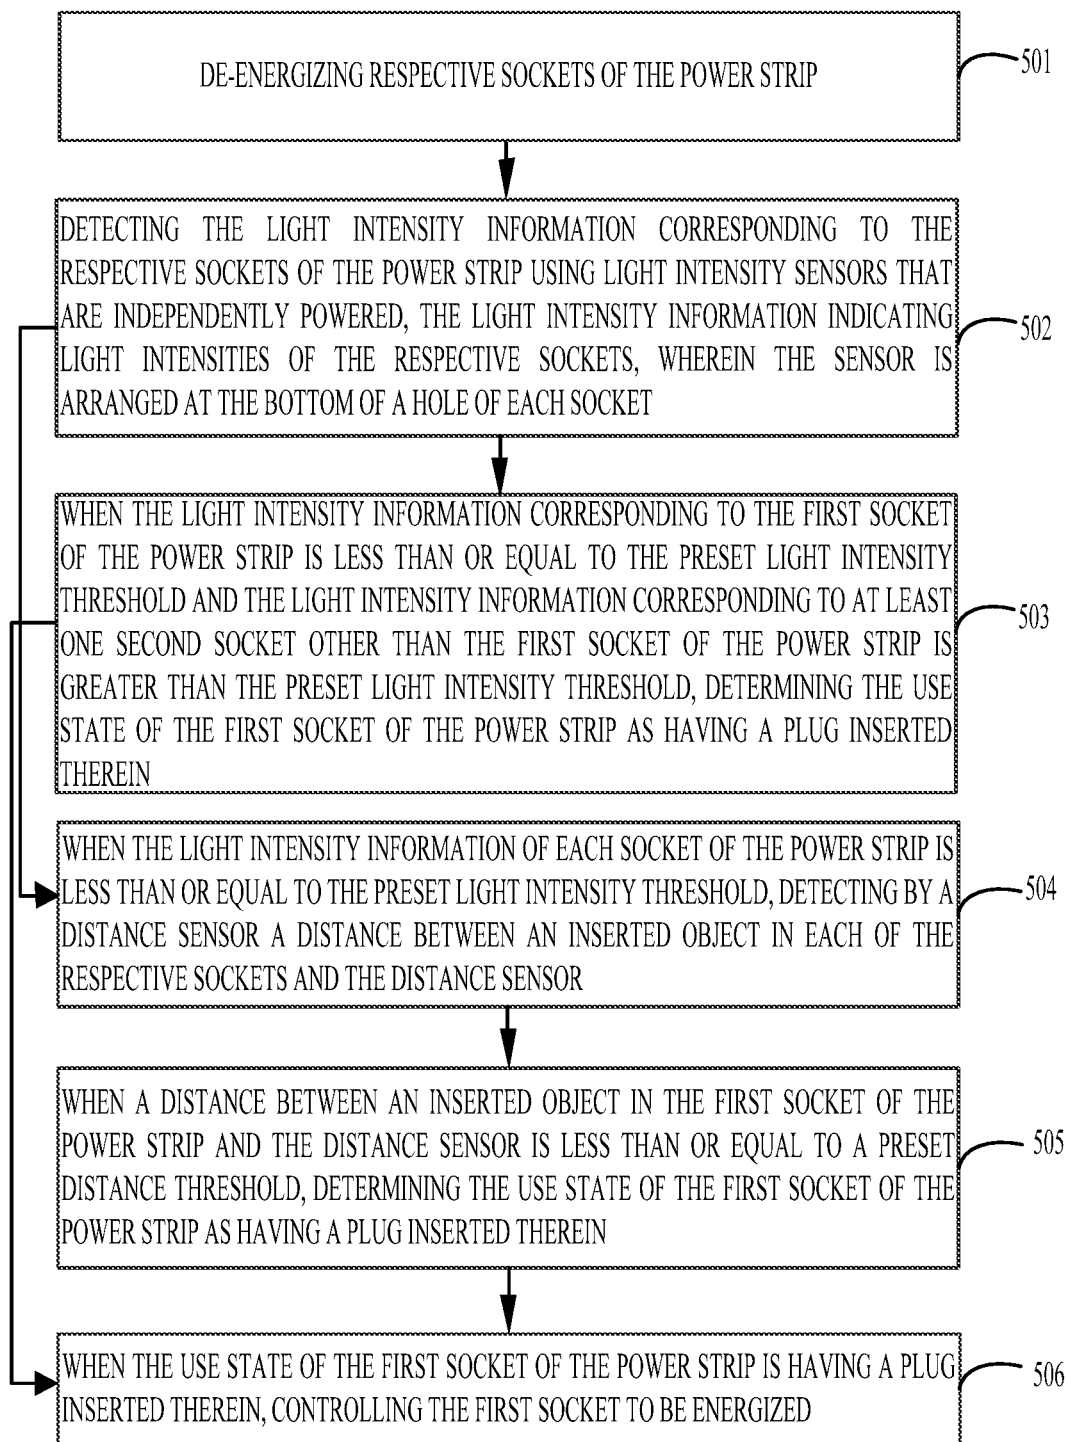 DE-ENERGIZING RESPECTIVE SOCKETS OF THE POWER STRIP
501
DETECTING THE LIGHT INTENSITY INFORMATION CORRESPONDING TO THE
RESPECTIVE SOCKETS OF THE POWER STRIP USING LIGHT INTENSITY SENSORS THAT
ARE INDEPENDENTLY POWERED, THE LIGHT INTENSITY INFORMATION INDICATING
LIGHT INTENSITIES OF THE RESPECTIVE SOCKETS, WHEREIN THE SENSOR IS
ARRANGED AT THE BOTTOM OF A HOLE OF EACH SOCKET
502
WHEN THE LIGHT INTENSITY INFORMATION CORRESPONDING TO THE FIRST SOCKET
OF THE POWER STRIP IS LESS THAN OR EQUAL TO THE PRESET LIGHT INTENSITY
THRESHOLD AND THE LIGHT INTENSITY INFORMATION CORRESPONDING TO AT LEAST
ONE SECOND SOCKET OTHER THAN THE FIRST SOCKET OF THE POWER STRIP IS
GREATER THAN THE PRESET LIGHT INTENSITY THRESHOLD, DETERMINING THE USE
STATE OF THE FIRST SOCKET OF THE POWER STRIP AS HAVING A PLUG INSERTED
THEREIN
503
WHEN THE LIGHT INTENSITY INFORMATION OF EACH SOCKET OF THE POWER STRIP IS
LESS THAN OR EQUAL TO THE PRESET LIGHT INTENSITY THRESHOLD, DETECTING BY A
DISTANCE SENSOR A DISTANCE BETWEEN AN INSERTED OBJECT IN EACH OF THE
RESPECTIVE SOCKETS AND THE DISTANCE SENSOR
504
WHEN A DISTANCE BETWEEN AN INSERTED OBJECT IN THE FIRST SOCKET OF THE
POWER STRIP AND THE DISTANCE SENSOR IS LESS THAN OR EQUAL TO A PRESET
DISTANCE THRESHOLD, DETERMINING THE USE STATE OF THE FIRST SOCKET OF THE
POWER STRIP AS HAVING A PLUG INSERTED THEREIN
505
WHEN THE USE STATE OF THE FIRST SOCKET OF THE POWER STRIP IS HAVING A PLUG
INSERTED THEREIN, CONTROLLING THE FIRST SOCKET TO BE ENERGIZED
506